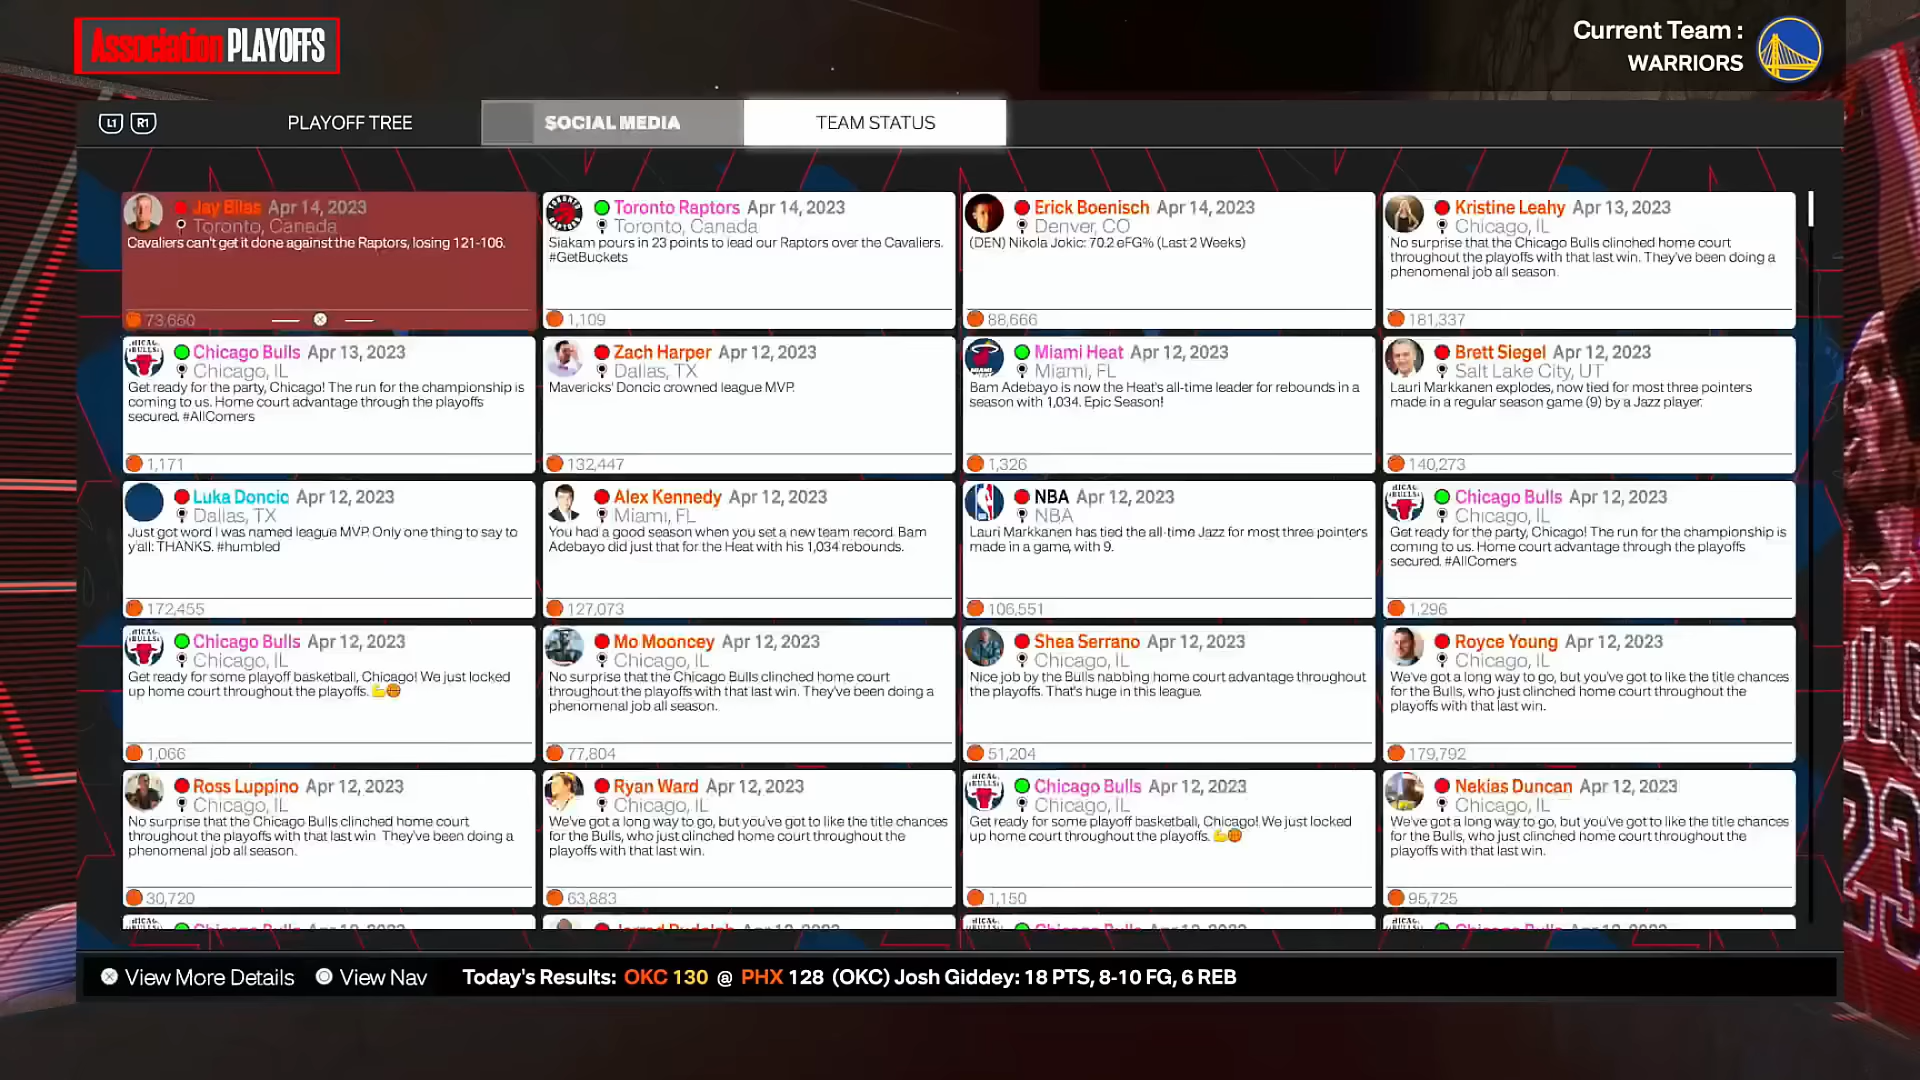 Association PLAYOFFS
Current Team :
WARRIORS
L1 R1
PLAYOFF TREE
SOCIAL MEDIA
TEAM STATUS
Jay Bilas Apr 14, 2023
Toronto, Canada
Cavaliers can't get it done against the Raptors, losing 121-106.
73,650
Toronto Raptors Apr 14, 2023
Toronto, Canada
Siakam pours in 23 points to lead our Raptors over the Cavaliers.
#GetBuckets
1,109
Erick Boenisch Apr 14, 2023
Denver, CO
(DEN) Nikola Jokic: 70.2 eFG% (Last 2 Weeks)
88,666
Kristine Leahy Apr 13, 2023
Chicago, IL
No surprise that the Chicago Bulls clinched home court
throughout the playoffs with that last win. They've been doing a
phenomenal job all season.
181,337
Chicago Bulls Apr 13, 2023
Chicago, IL
Get ready for the party, Chicago! The run for the championship is
coming to us. Home court advantage through the playoffs
secured. #AllComers
1,171
Zach Harper Apr 12, 2023
Dallas, TX
Mavericks' Doncic crowned league MVP.
132,447
Miami Heat Apr 12, 2023
Miami, FL
Bam Adebayo is now the Heat's all-time leader for rebounds in a
season with 1,034. Epic Season!
1,326
Brett Siegel Apr 12, 2023
Salt Lake City, UT
Lauri Markkanen explodes, now tied for most three pointers
made in a regular season game (9) by a Jazz player.
140,273
Luka Doncic Apr 12, 2023
Dallas, TX
Just got word I was named league MVP. Only one thing to say to
y'all: THANKS. #humbled
172,455
Alex Kennedy Apr 12, 2023
Miami, FL
You had a good season when you set a new team record. Bam
Adebayo did just that for the Heat with his 1,034 rebounds.
127,073
NBA Apr 12, 2023
NBA
Lauri Markkanen has tied the all-time Jazz for most three pointers
made in a game, with 9.
106,551
Chicago Bulls Apr 12, 2023
Chicago, IL
Get ready for the party, Chicago! The run for the championship is
coming to us. Home court advantage through the playoffs
secured. #AllComers
1,296
Chicago Bulls Apr 12, 2023
Chicago, IL
Get ready for some playoff basketball, Chicago! We just locked
up home court throughout the playoffs. 💪🏀
1,066
Mo Mooncey Apr 12, 2023
Chicago, IL
No surprise that the Chicago Bulls clinched home court
throughout the playoffs with that last win. They've been doing a
phenomenal job all season.
77,804
Shea Serrano Apr 12, 2023
Chicago, IL
Nice job by the Bulls nabbing home court advantage throughout
the playoffs. That's huge in this league.
51,204
Royce Young Apr 12, 2023
Chicago, IL
We've got a long way to go, but you've got to like the title chances
for the Bulls, who just clinched home court throughout the
playoffs with that last win.
179,792
Ross Luppino Apr 12, 2023
Chicago, IL
No surprise that the Chicago Bulls clinched home court
throughout the playoffs with that last win. They've been doing a
phenomenal job all season.
30,720
Ryan Ward Apr 12, 2023
Chicago, IL
We've got a long way to go, but you've got to like the title chances
for the Bulls, who just clinched home court throughout the
playoffs with that last win.
63,883
Chicago Bulls Apr 12, 2023
Chicago, IL
Get ready for some playoff basketball, Chicago! We just locked
up home court throughout the playoffs. 💪🏀
1,150
Nekias Duncan Apr 12, 2023
Chicago, IL
We've got a long way to go, but you've got to like the title chances
for the Bulls, who just clinched home court throughout the
playoffs with that last win.
95,725
View More Details
View Nav
Today's Results: OKC 130 @ PHX 128 (OKC) Josh Giddey: 18 PTS, 8-10 FG, 6 REB